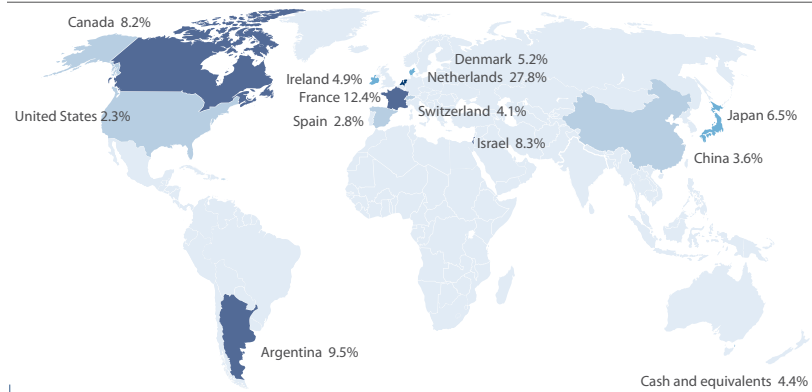 Canada 8.2%
Denmark 5.2%
Ireland 4.9%
Netherlands 27.8%
France 12.4%
United States 2.3%
Spain 2.8%
Switzerland 4.1%
Japan 6.5%
Israel 8.3%
China 3.6%
Argentina 9.5%
Cash and equivalents 4.4%